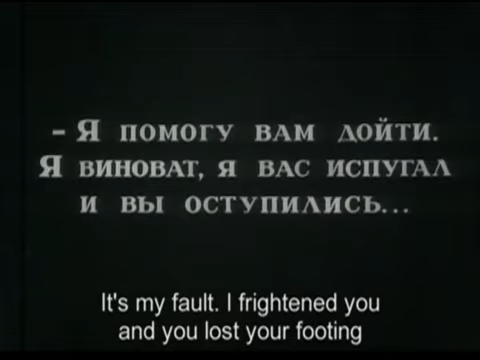 – Я ПОМОГУ ВАМ ДОЙТИ.
Я ВИНОВАТ, Я ВАС ИСПУГАЛ
И ВЫ ОСТУПИЛИСЬ...
It's my fault. I frightened you
and you lost your footing